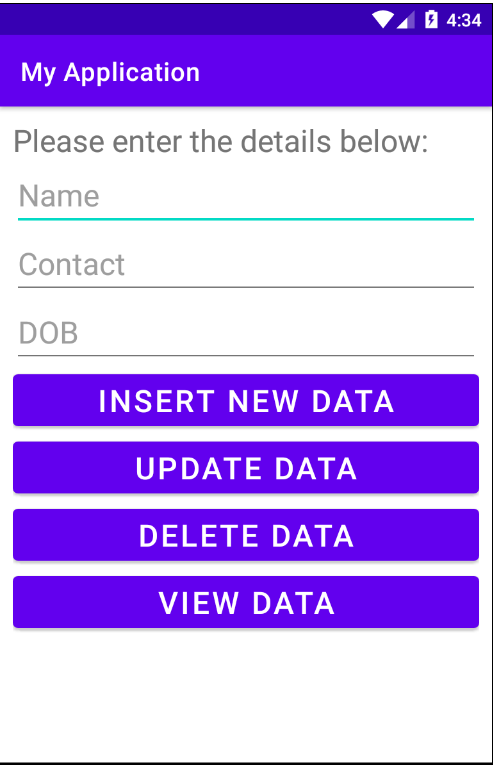 4:34
My Application
Please enter the details below:
Name
Contact
DOB
INSERT NEW DATA
UPDATE DATA
DELETE DATA
VIEW DATA